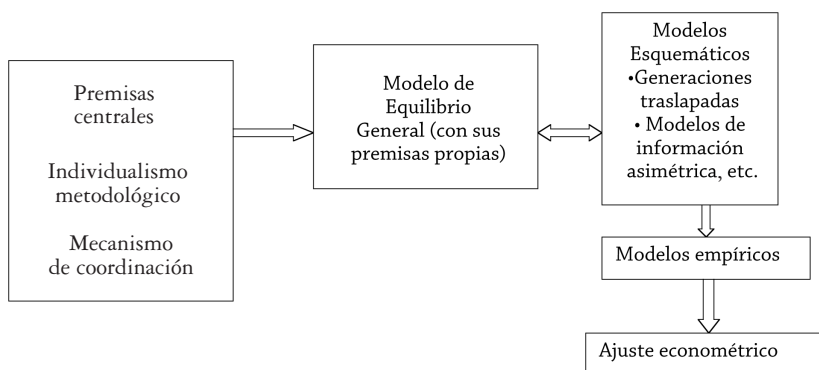 Premisas
centrales
Individualismo
metodológico
Mecanismo
de coordinación
Modelo de
Equilibrio
General (con sus
premisas propias)
Modelos
Esquemáticos
•Generaciones
traslapadas
• Modelos de
información
asimétrica, etc.
Modelos empíricos
Ajuste econométrico